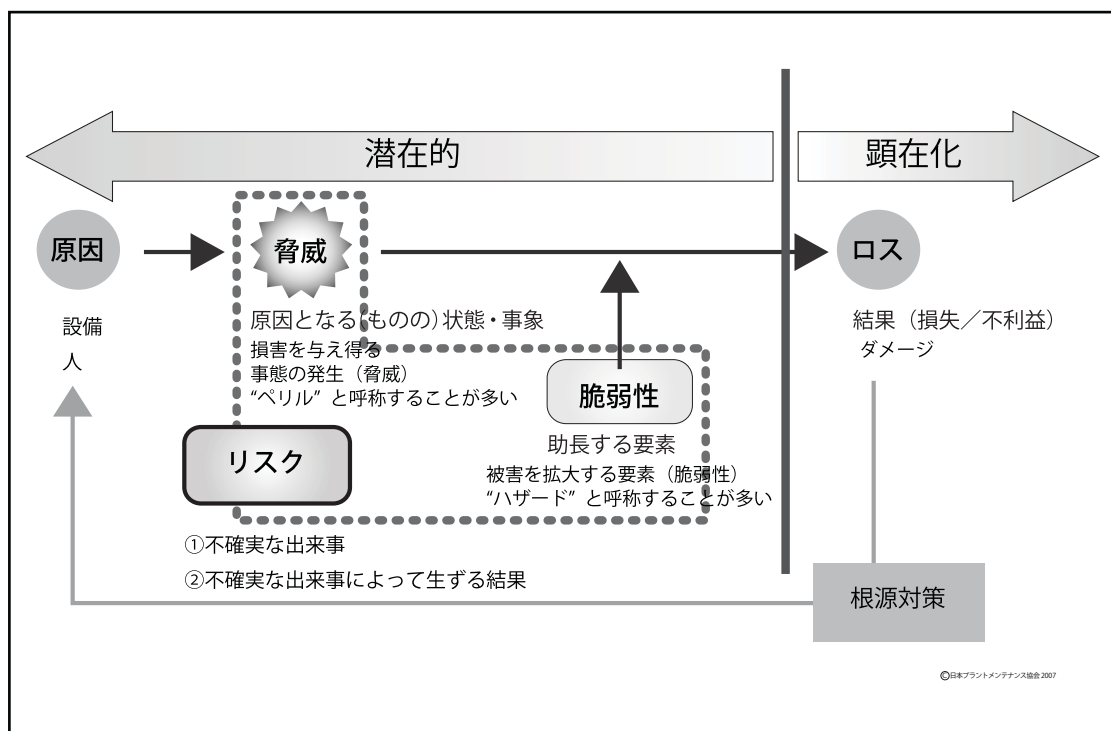 潜在的
顕在化
原因
脅威
ロス
設備
人
原因となる(ものの)状態・事象
損害を与え得る
事態の発生（脅威）
“ペリル”と呼称することが多い
結果（損失／不利益）
ダメージ
脆弱性
助長する要素
被害を拡大する要素（脆弱性）
“ハザード”と呼称することが多い
リスク
①不確実な出来事
②不確実な出来事によって生ずる結果
根源対策
©日本プラントメンテナンス協会 2007